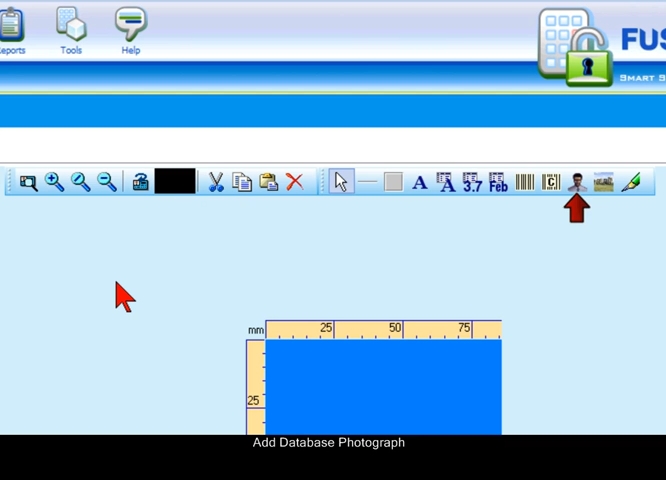 Reports
Tools
Help
FUS
SMART S
A
A
3.7
Feb
C
mm
25
50
75
25
Add Database Photograph